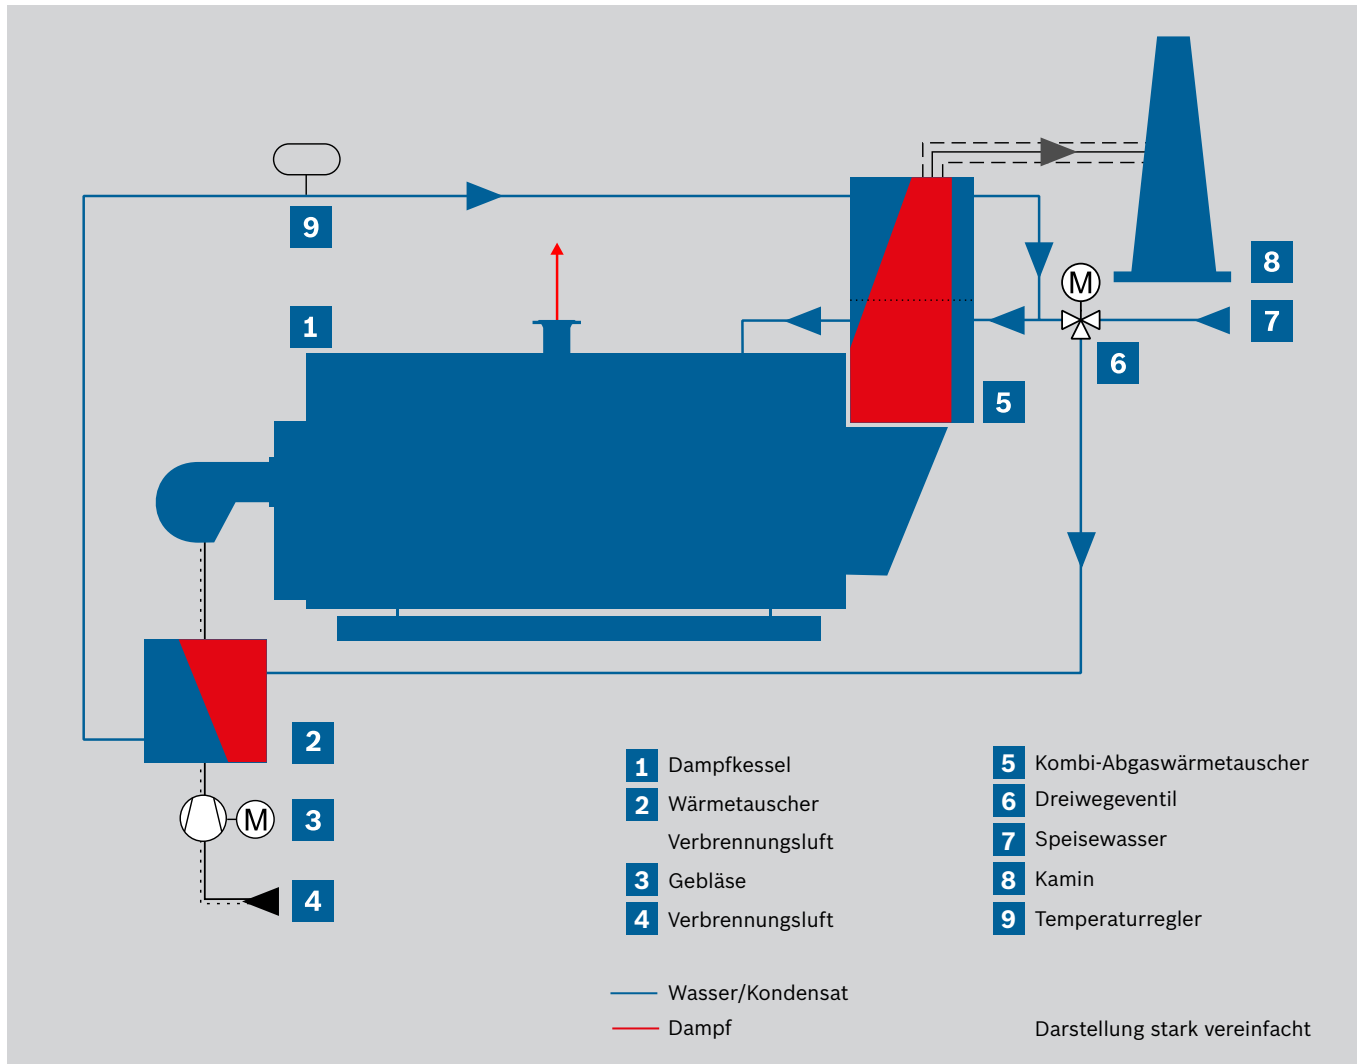 9
8
M
1
7
6
5
2
M
3
4
1 Dampfkessel
2 Wärmetauscher
Verbrennungsluft
3 Gebläse
4 Verbrennungsluft
5 Kombi-Abgaswärmetauscher
6 Dreiwegeventil
7 Speisewasser
8 Kamin
9 Temperaturregler
Wasser/Kondensat
Dampf
Darstellung stark vereinfacht